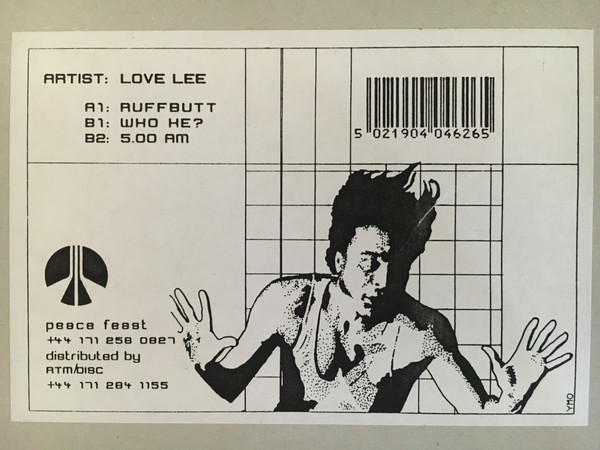 ARTIST: LOVE LEE
A1: RUFFBUTT
B1: WHO HE?
B2: 5.00 AM
5 021904 046265
peace feast
+44 171 258 0827
distributed by
RTM/DISC
+44 171 284 1155
YMO